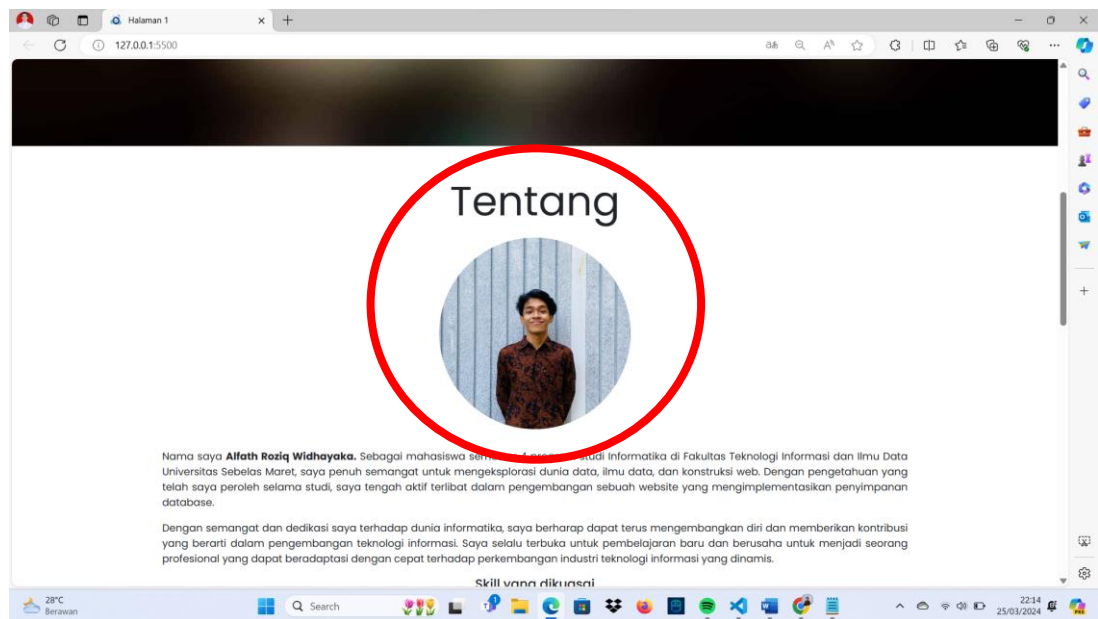 Halaman 1
127.0.0.1:5500
Tentang
Nama saya Alfath Roziq Widhayaka. Sebagai mahasiswa semester 4 program studi Informatika di Fakultas Teknologi Informasi dan Ilmu Data
Universitas Sebelas Maret, saya penuh semangat untuk mengeksplorasi dunia data, ilmu data, dan konstruksi web. Dengan pengetahuan yang
telah saya peroleh selama studi, saya tengah aktif terlibat dalam pengembangan sebuah website yang mengimplementasikan penyimpanan
database.
Dengan semangat dan dedikasi saya terhadap dunia informatika, saya berharap dapat terus mengembangkan diri dan memberikan kontribusi
yang berarti dalam pengembangan teknologi informasi. Saya selalu terbuka untuk pembelajaran baru dan berusaha untuk menjadi seorang
profesional yang dapat beradaptasi dengan cepat terhadap perkembangan industri teknologi informasi yang dinamis.
Skill yang dikuasai
28°C
Berawan
Search
22:14
25/03/2024